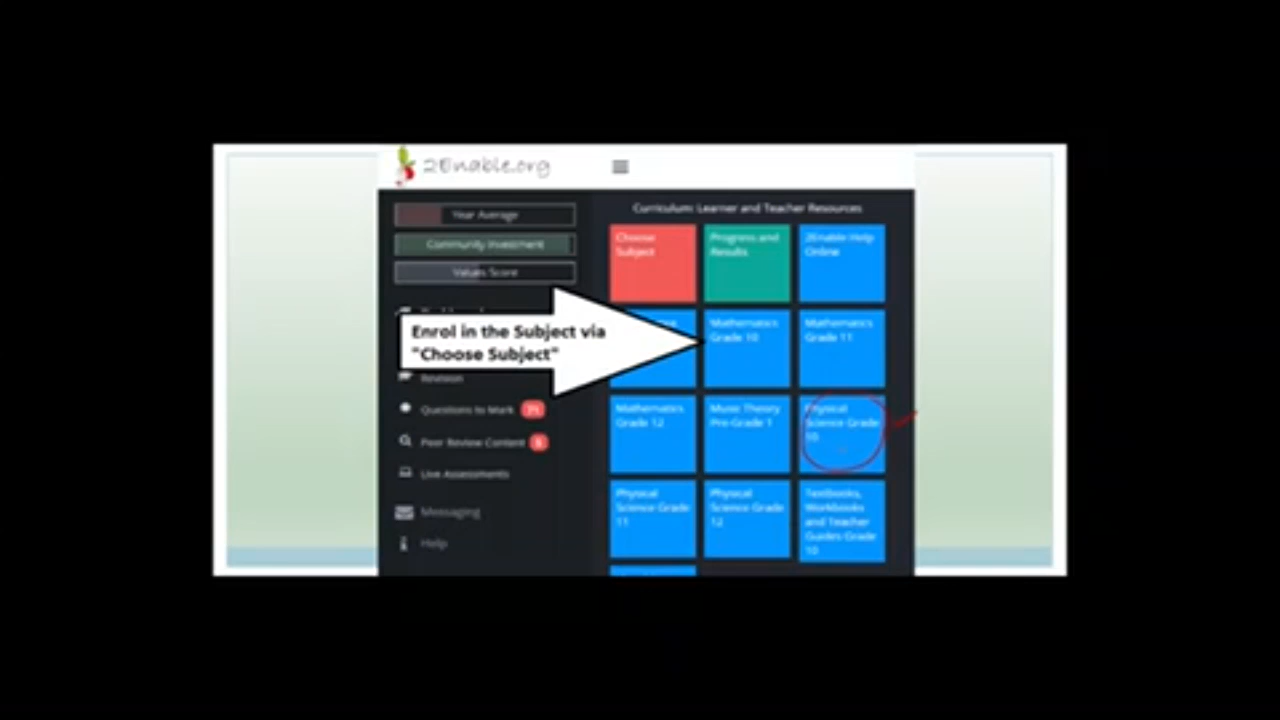 2Enable.org
Year Average
Community Investment
Values Score
Enrol in the Subject via
"Choose Subject"
Revision
Questions to Mark
Peer Review Content
Live Assessments
Messaging
Help
Curriculum: Learner and Teacher Resources
Choose
Subject
Progress and
Results
2Enable Help
Online
Mathematics
Grade 10
Mathematics
Grade 11
Mathematics
Grade 12
Music Theory
Pre-Grade 1
Physical
Science Grade
10
Physical
Science Grade
11
Physical
Science Grade
12
Textbooks,
Workbooks
and Teacher
Guides Grade
10